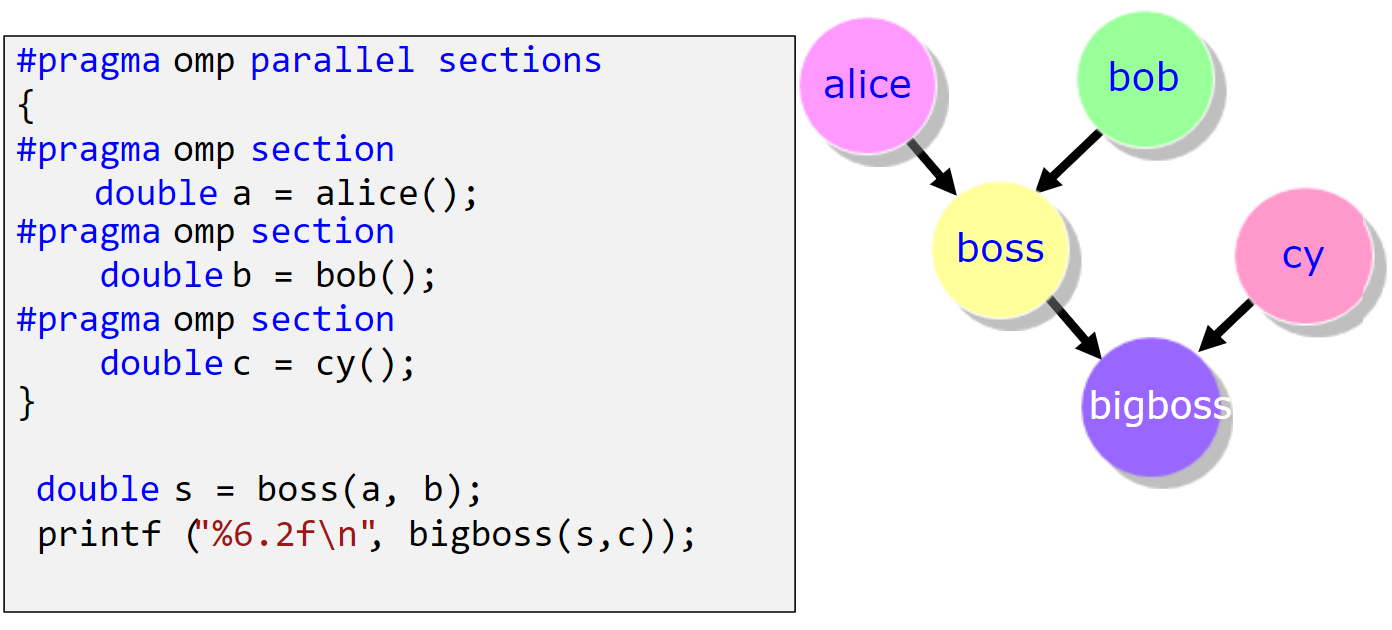 #pragma omp parallel sections
{
#pragma omp section
    double a = alice();
#pragma omp section
    double b = bob();
#pragma omp section
    double c = cy();
}
 double s = boss(a, b);
 printf ("%6.2f\n", bigboss(s,c));
alice
bob
boss
cy
bigboss